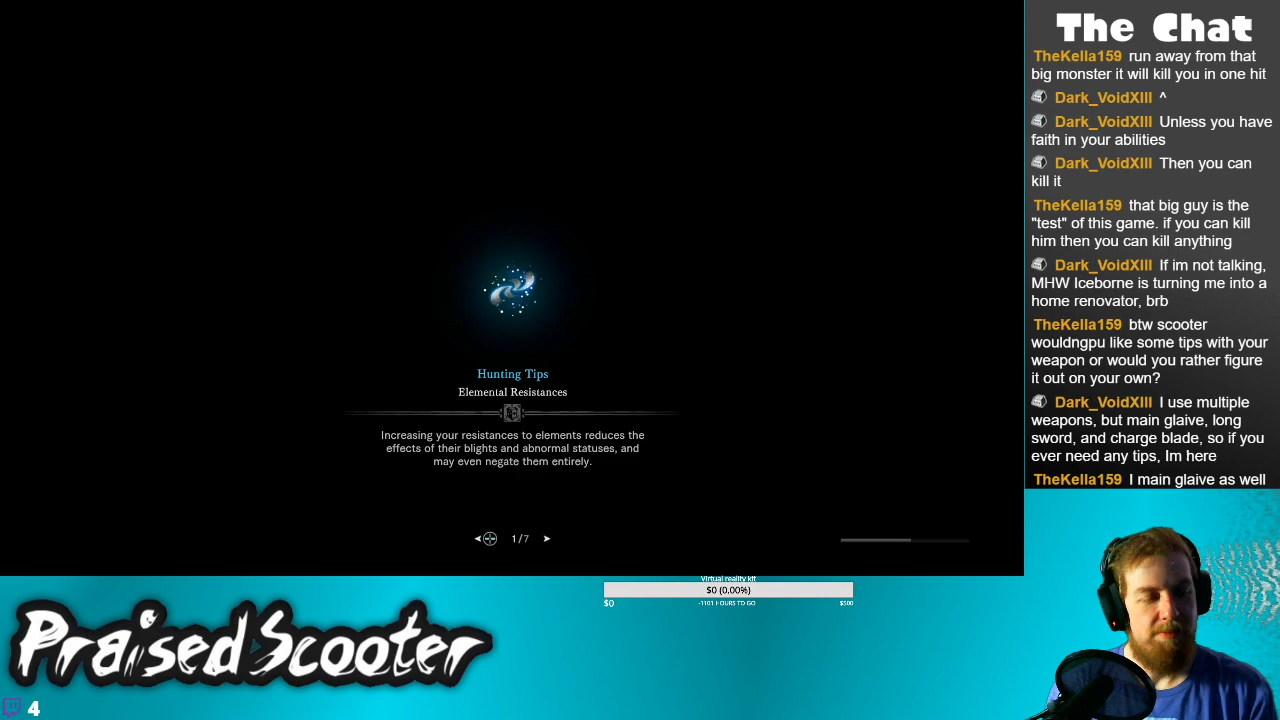 The Chat
TheKella159 run away from that
big monster it will kill you in one hit
Dark_VoidXIII ^
Dark_VoidXIII Unless you have
faith in your abilities
Dark_VoidXIII Then you can
kill it
TheKella159 that big guy is the
"test" of this game. if you can kill
him then you can kill anything
Dark_VoidXIII If im not talking,
MHW Iceborne is turning me into a
home renovator, brb
TheKella159 btw scooter
wouldngpu like some tips with your
weapon or would you rather figure
it out on your own?
Dark_VoidXIII I use multiple
weapons, but main glaive, long
sword, and charge blade, so if you
ever need any tips, Im here
TheKella159 I main glaive as well
Hunting Tips
Elemental Resistances
Increasing your resistances to elements reduces the
effects of their blights and abnormal statuses, and
may even negate them entirely.
1/7
Virtual reality kit
$0 (0.00%)
$0 -1101 HOURS TO GO $500
Praised Scooter
4